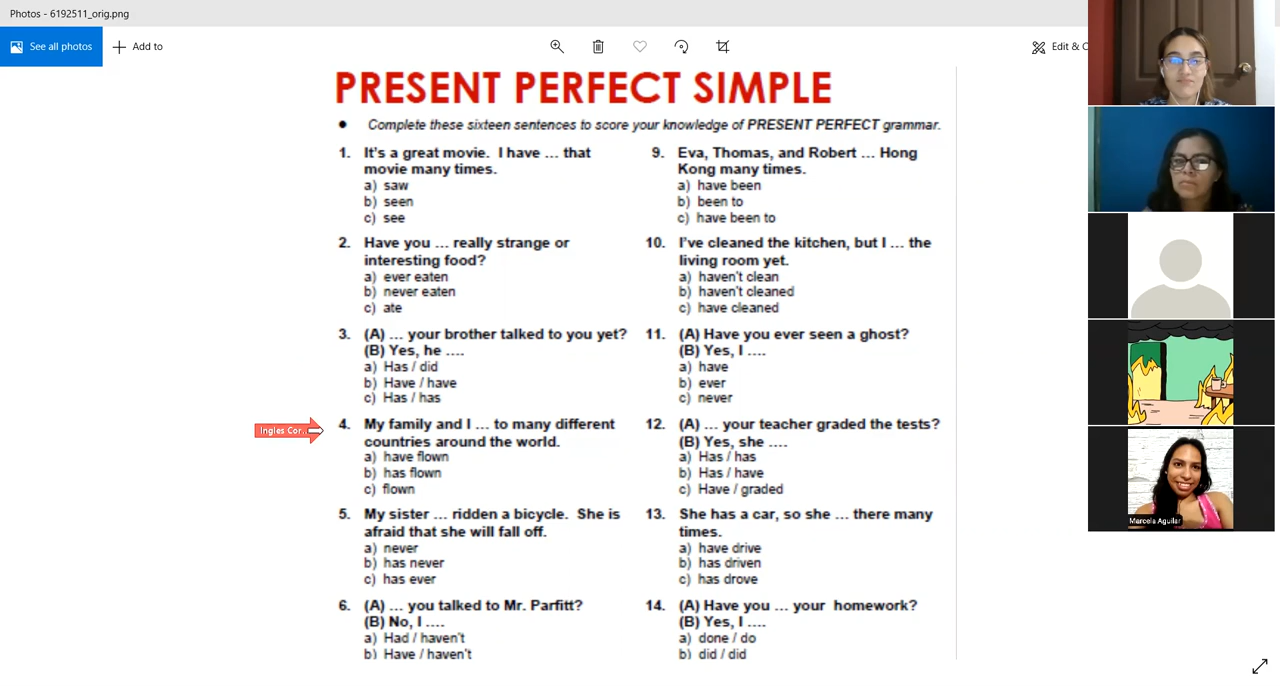 Photos - 6192511_orig.png
See all photos
Add to
Edit & C
PRESENT PERFECT SIMPLE
Complete these sixteen sentences to score your knowledge of PRESENT PERFECT grammar.
1. It's a great movie. I have ... that
movie many times.
a) saw
b) seen
c) see
2. Have you ... really strange or
interesting food?
a) ever eaten
b) never eaten
c) ate
3. (A) ... your brother talked to you yet?
(B) Yes, he ....
a) Has / did
b) Have / have
c) Has / has
Ingles Cor...
4. My family and I ... to many different
countries around the world.
a) have flown
b) has flown
c) flown
5. My sister ... ridden a bicycle. She is
afraid that she will fall off.
a) never
b) has never
c) has ever
6. (A) ... you talked to Mr. Parfitt?
(B) No, I ....
a) Had / haven't
b) Have / haven't
9. Eva, Thomas, and Robert ... Hong
Kong many times.
a) have been
b) been to
c) have been to
10. I've cleaned the kitchen, but I ... the
living room yet.
a) haven't clean
b) haven't cleaned
c) have cleaned
11. (A) Have you ever seen a ghost?
(B) Yes, I ....
a) have
b) ever
c) never
12. (A) ... your teacher graded the tests?
(B) Yes, she ....
a) Has / has
b) Has / have
c) Have / graded
13. She has a car, so she ... there many
times.
a) have drive
b) has driven
c) has drove
14. (A) Have you ... your homework?
(B) Yes, I ....
a) done / do
b) did / did
Marcela Aguilar